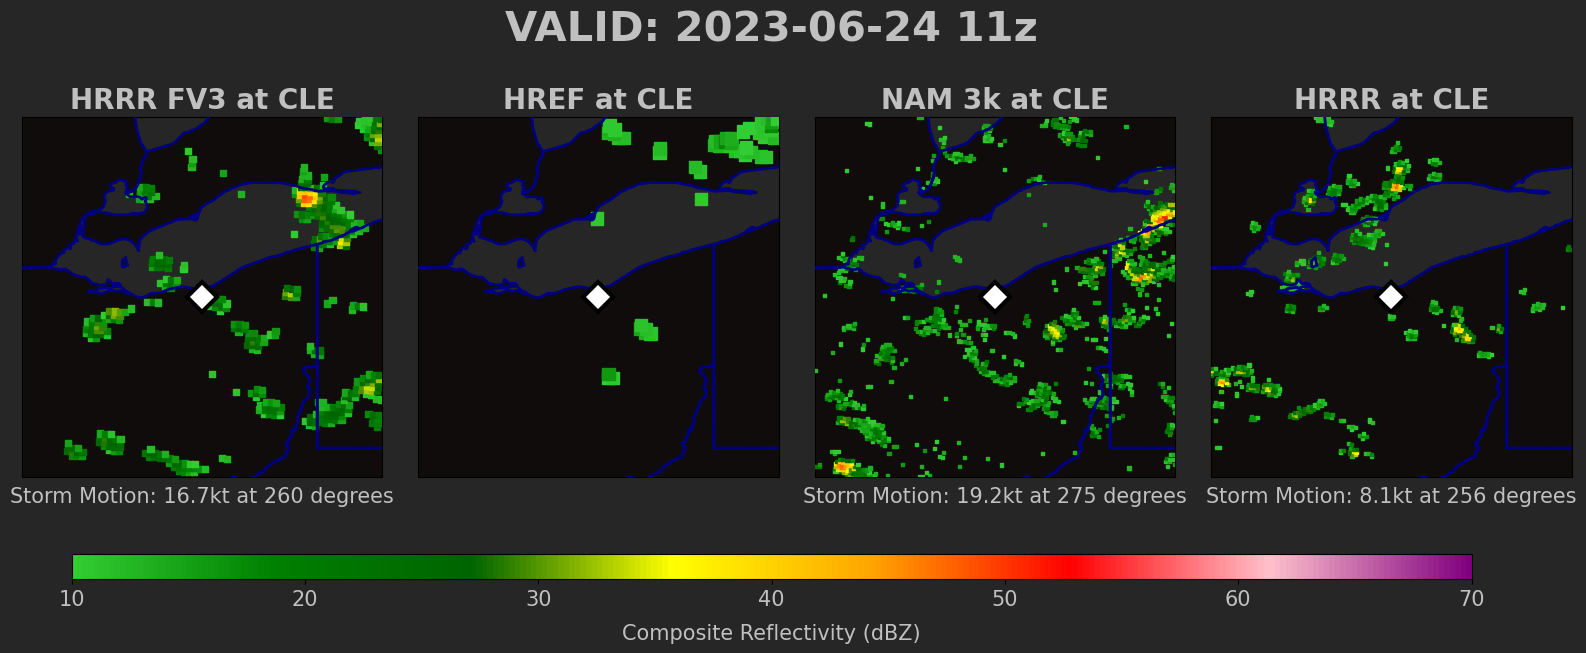 VALID: 2023-06-24 11z
HRRR FV3 at CLE
HREF at CLE
NAM 3k at CLE
HRRR at CLE
Storm Motion: 16.7kt at 260 degrees
Storm Motion: 19.2kt at 275 degrees
Storm Motion: 8.1kt at 256 degrees
10 20 30 40 50 60 70
Composite Reflectivity (dBZ)